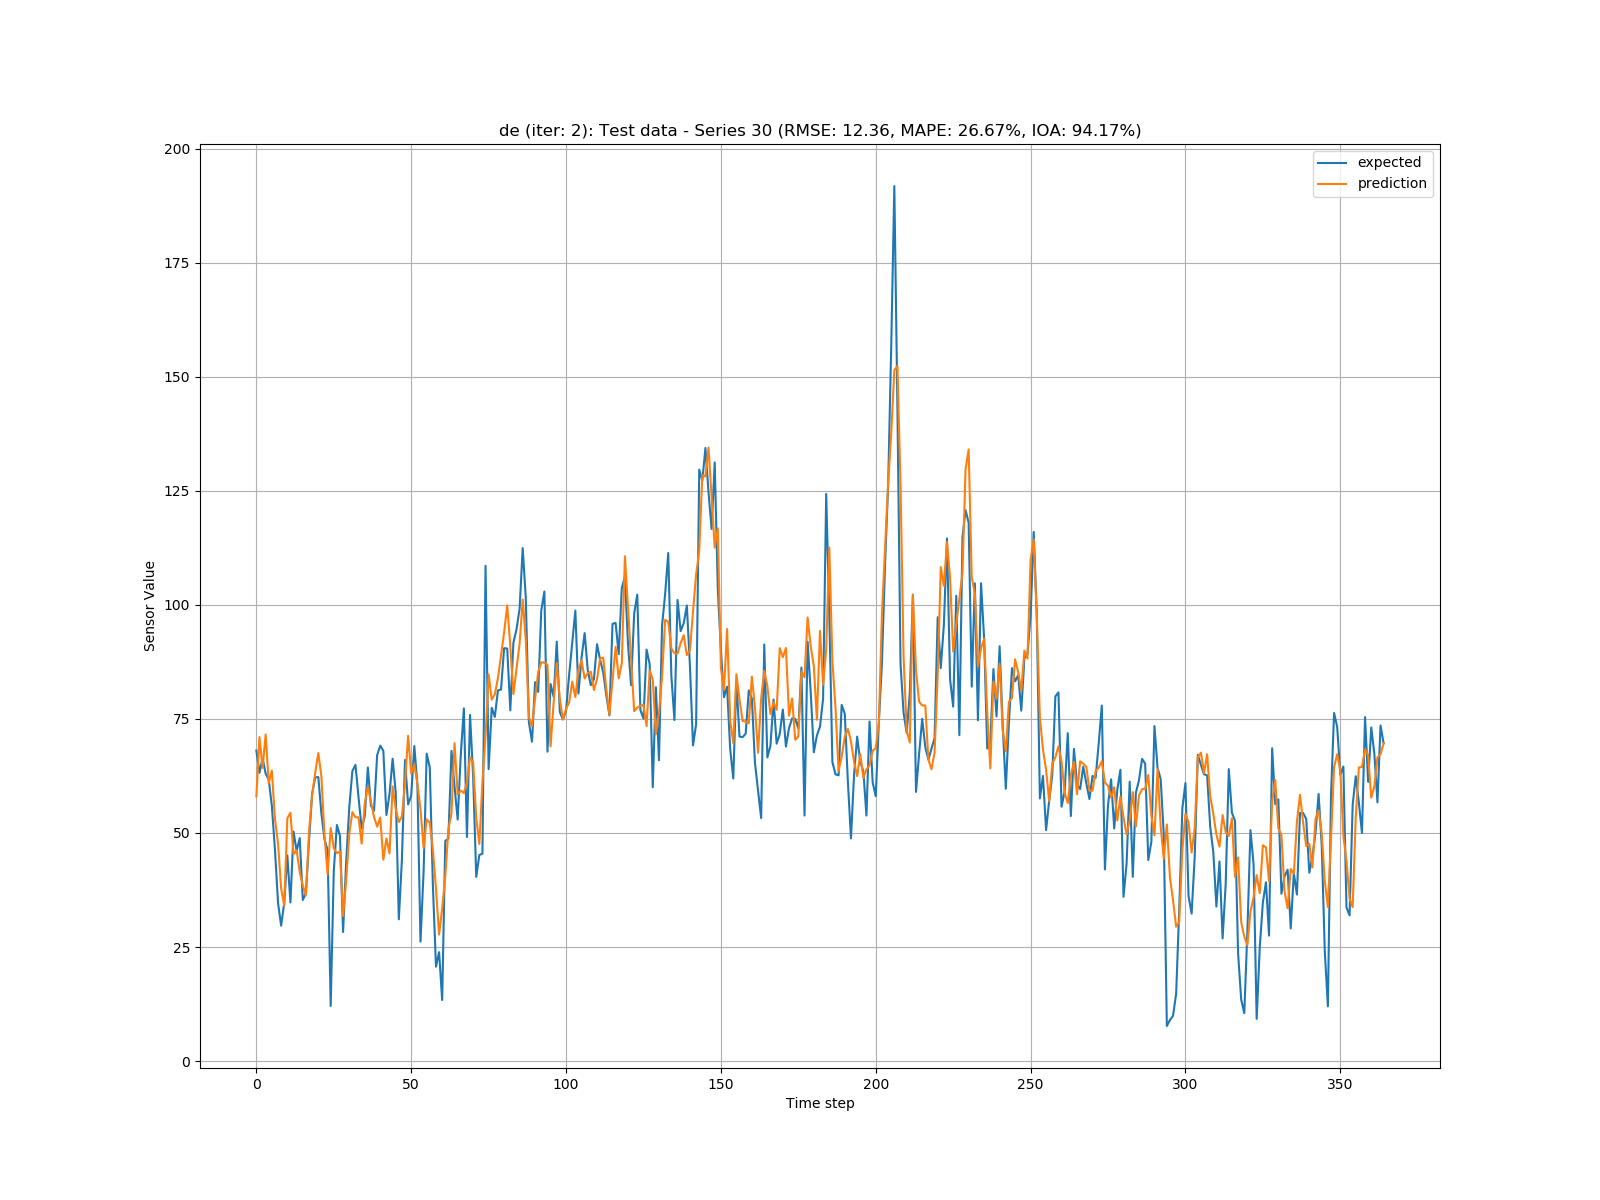 de (iter: 2): Test data - Series 30 (RMSE: 12.36, MAPE: 26.67%, IOA: 94.17%)
expected
prediction
200
175
150
125
100
75
50
25
0
Sensor Value
0 50 100 150 200 250 300 350
Time step